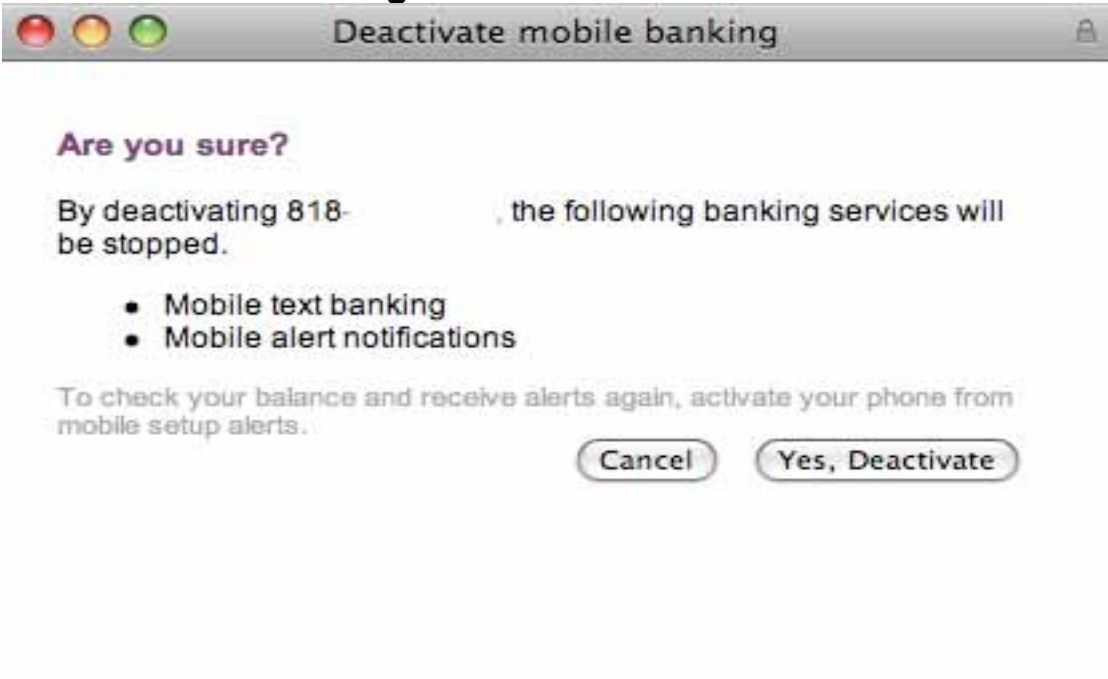 Deactivate mobile banking
Are you sure?
By deactivating 818- , the following banking services will
be stopped.
• Mobile text banking
• Mobile alert notifications
To check your balance and receive alerts again, activate your phone from
mobile setup alerts.
Cancel Yes, Deactivate